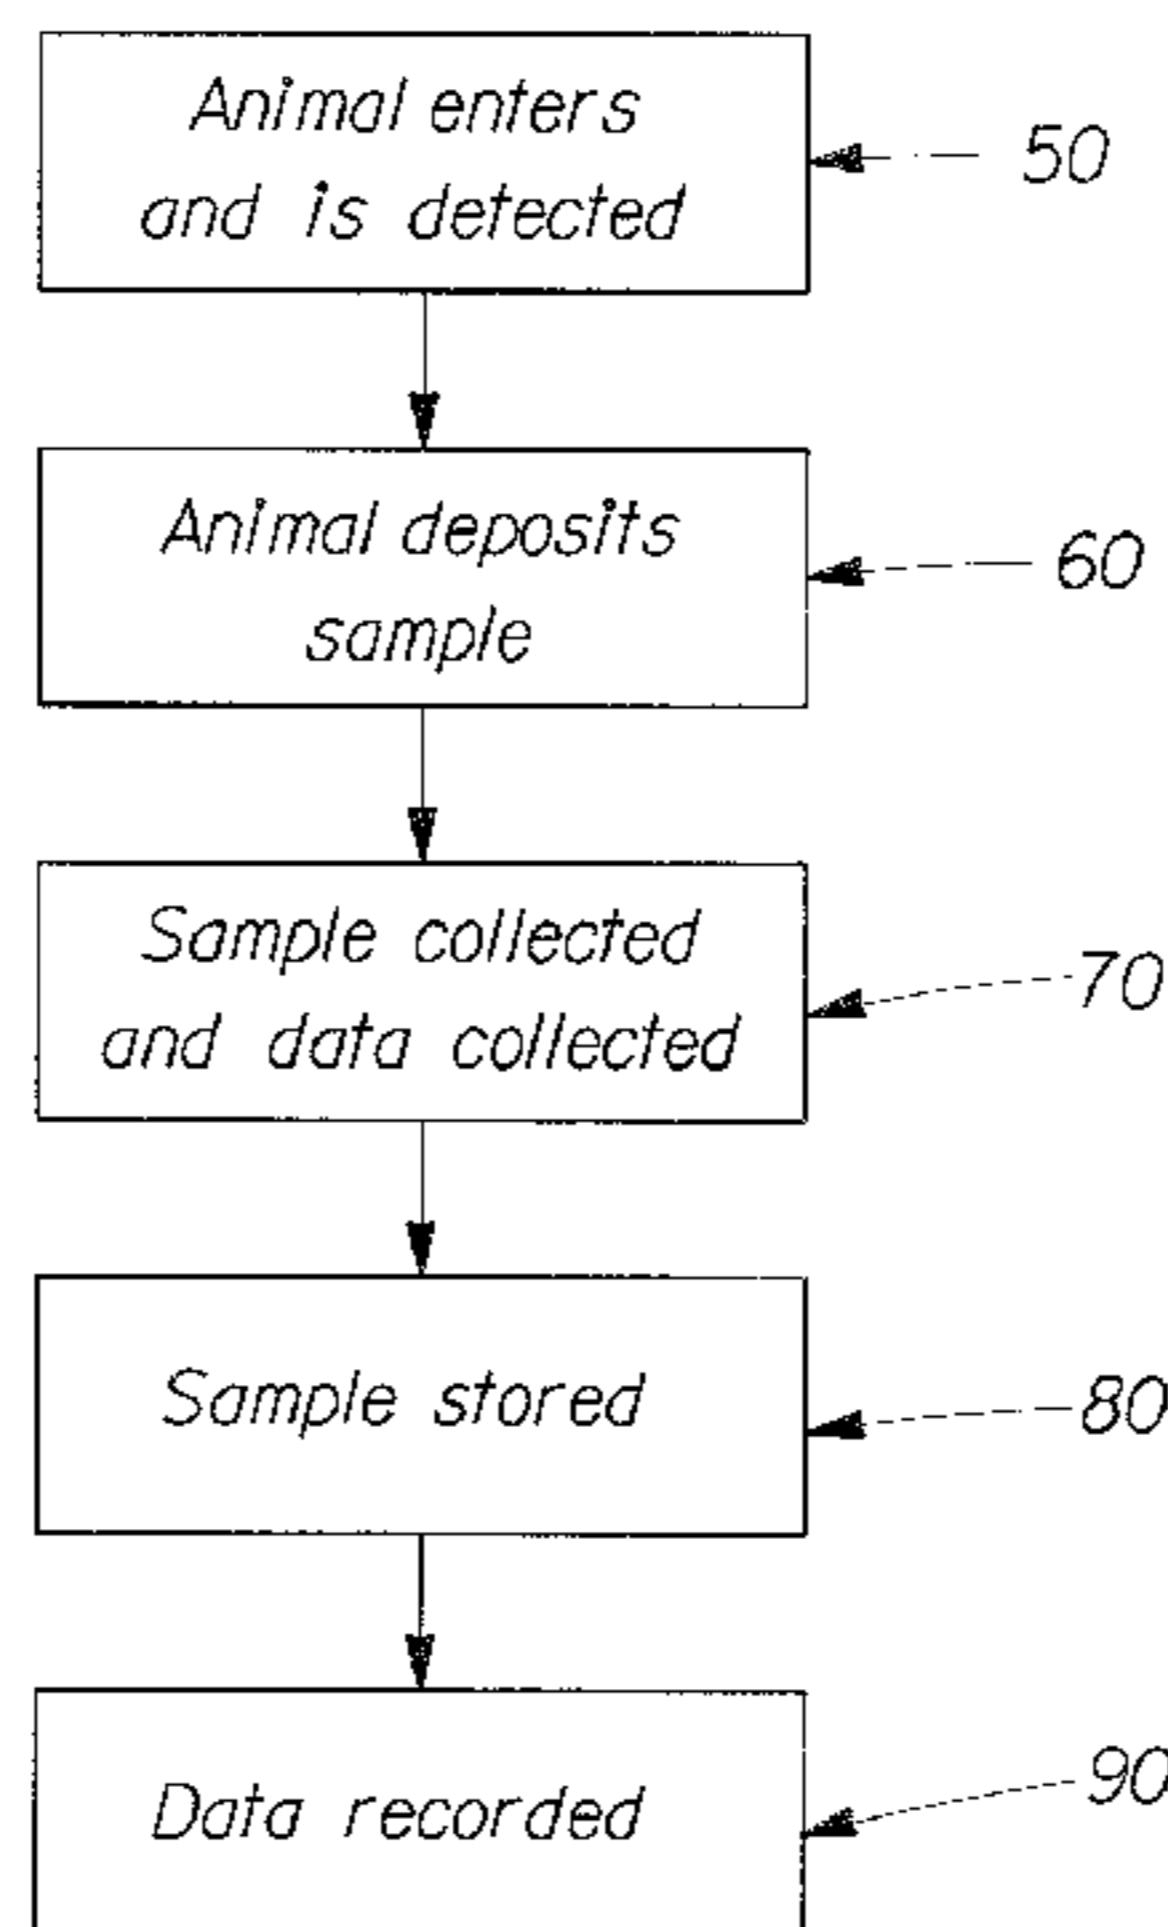 Animal enters
and is detected
50
Animal deposits
sample
60
Sample collected
and data collected
70
Sample stored
80
Data recorded
90